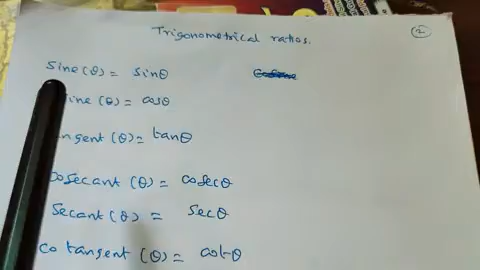 Trigonometrical ratios.
2
Sine (θ) = sinθ
ine (θ) = cosθ
ngent (θ) = tanθ
Cosecant (θ) = cosecθ
Secant (θ) = secθ
co tangent (θ) = cotθ